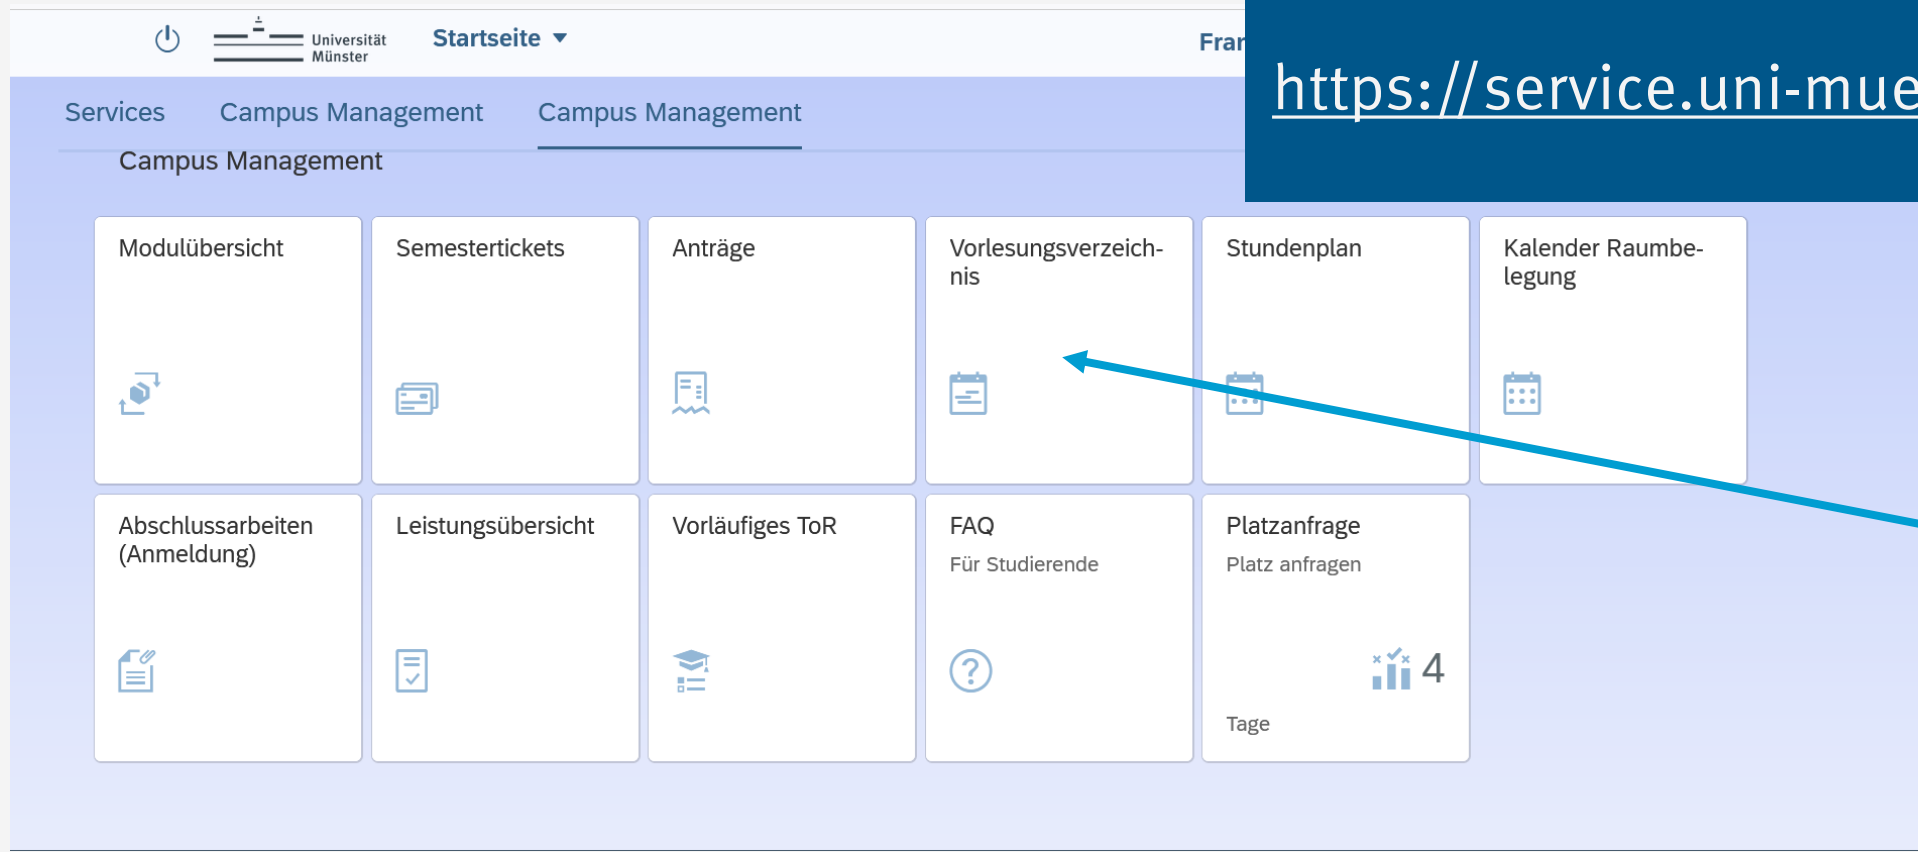 Universität
Münster
Startseite
Fran
https://service.uni-mue
Services
Campus Management
Campus Management
Campus Management
Modulübersicht
Semestertickets
Anträge
Vorlesungsverzeich-
nis
Stundenplan
Kalender Raumbe-
legung
Abschlussarbeiten
(Anmeldung)
Leistungsübersicht
Vorläufiges ToR
FAQ
Für Studierende
Platzanfrage
Platz anfragen
4
Tage